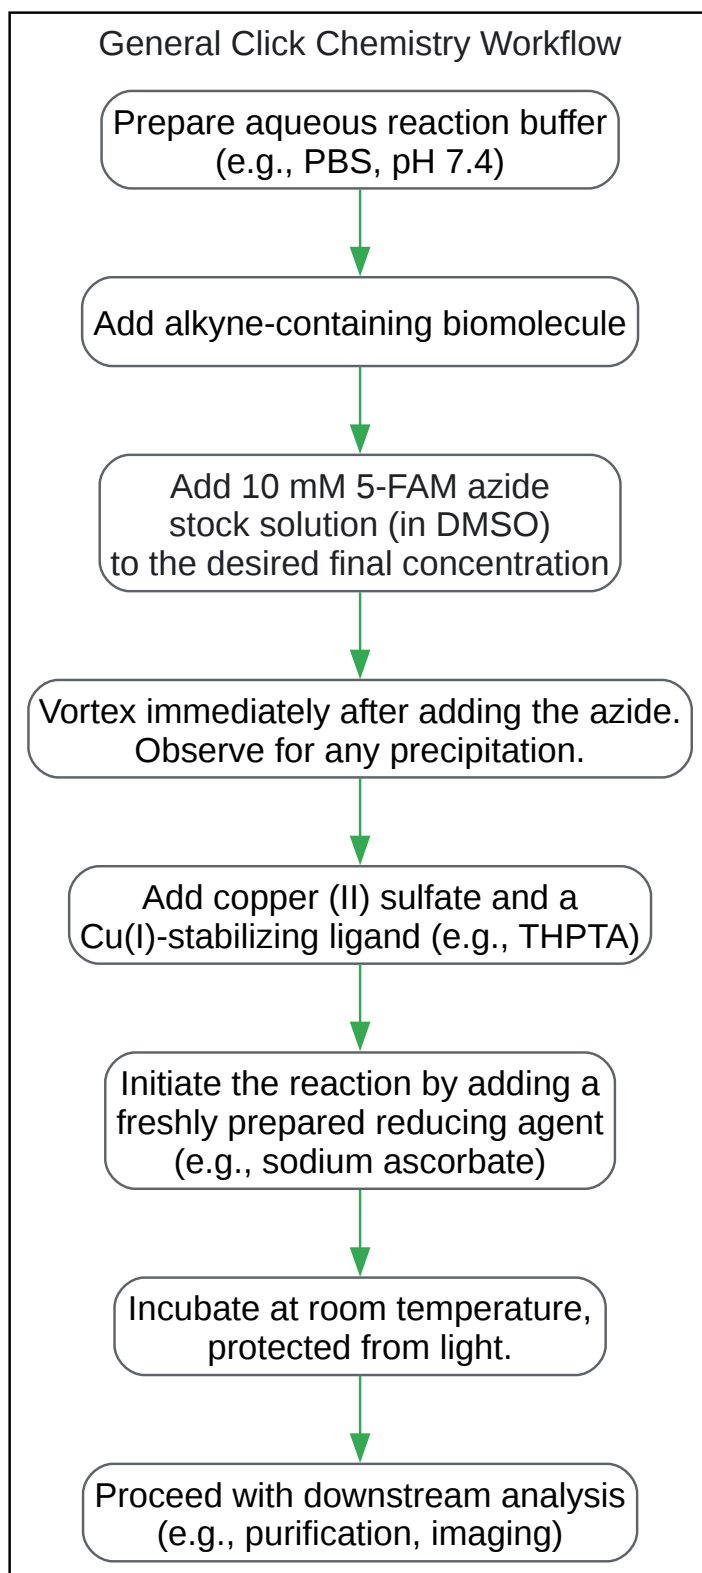 General Click Chemistry Workflow
Prepare aqueous reaction buffer
(e.g., PBS, pH 7.4)
Add alkyne-containing biomolecule
Add 10 mM 5-FAM azide
stock solution (in DMSO)
to the desired final concentration
Vortex immediately after adding the azide.
Observe for any precipitation.
Add copper (II) sulfate and a
Cu(I)-stabilizing ligand (e.g., THPTA)
Initiate the reaction by adding a
freshly prepared reducing agent
(e.g., sodium ascorbate)
Incubate at room temperature,
protected from light.
Proceed with downstream analysis
(e.g., purification, imaging)